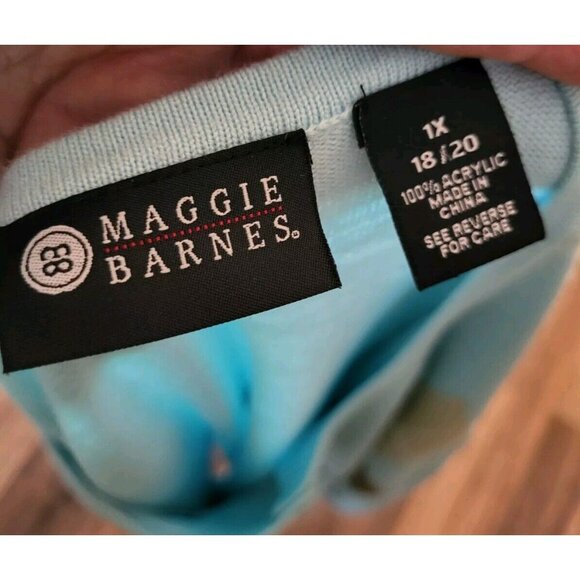 MAGGIE
BARNES®
1X
18/20
100% ACRYLIC
MADE IN
CHINA
SEE REVERSE
FOR CARE